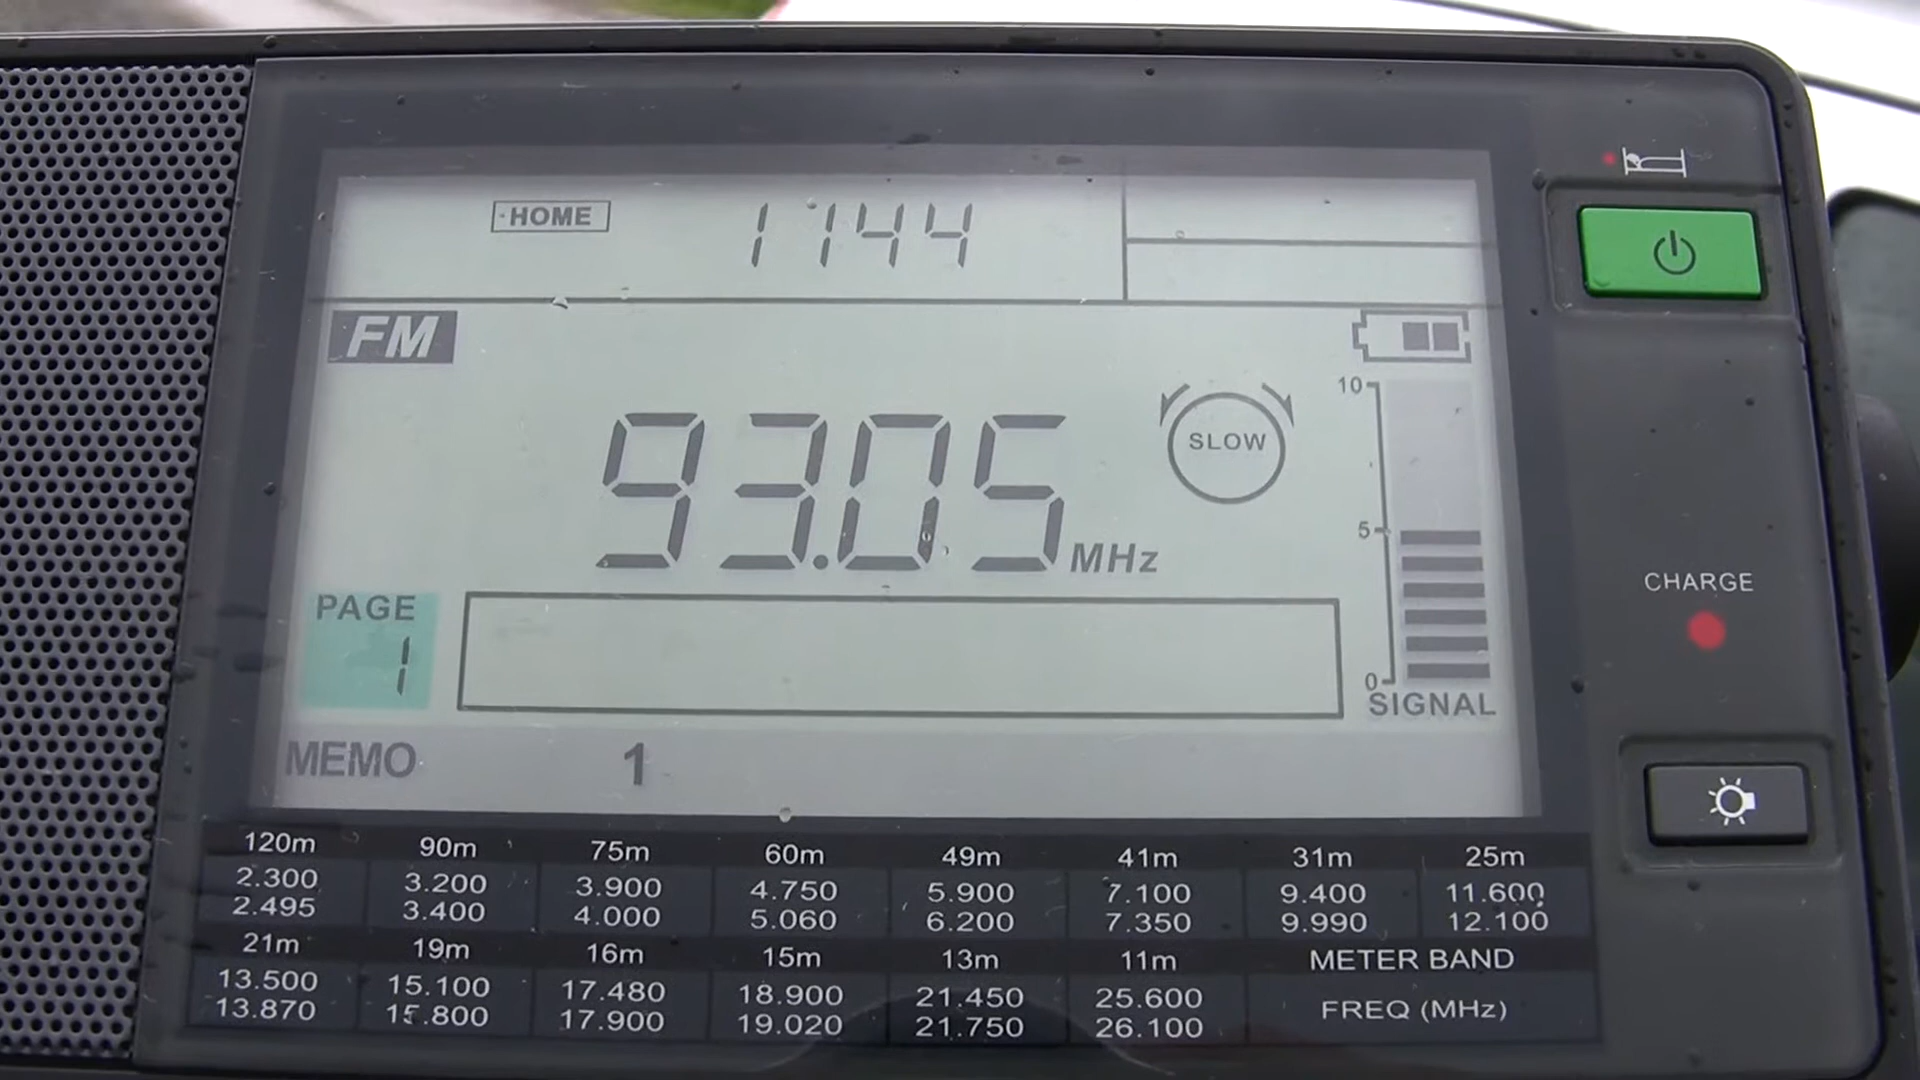 HOME 1144
FM
10
93.05 MHz
SLOW
5
PAGE
1
0
SIGNAL
CHARGE
MEMO 1
120m 90m 75m 60m 49m 41m 31m 25m
2.300 3.200 3.900 4.750 5.900 7.100 9.400 11.600
2.495 3.400 4.000 5.060 6.200 7.350 9.990 12.100
21m 19m 16m 15m 13m 11m METER BAND
13.500 15.100 17.480 18.900 21.450 25.600 FREQ (MHz)
13.870 15.800 17.900 19.020 21.750 26.100